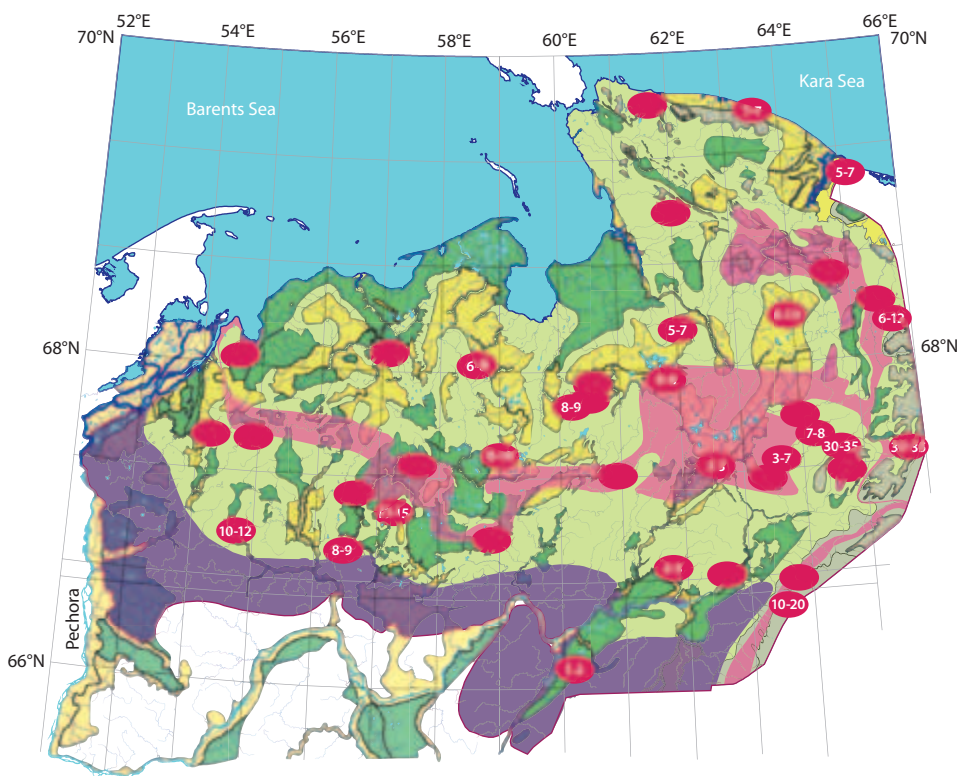 52°E
54°E
56°E
58°E
60°E
62°E
64°E
66°E
70°N
70°N
Barents Sea
Kara Sea
5-7
6-12
5-7
68°N
68°N
8-9
7-8
30-35
3-7
10-12
8-9
10-20
Pechora
66°N